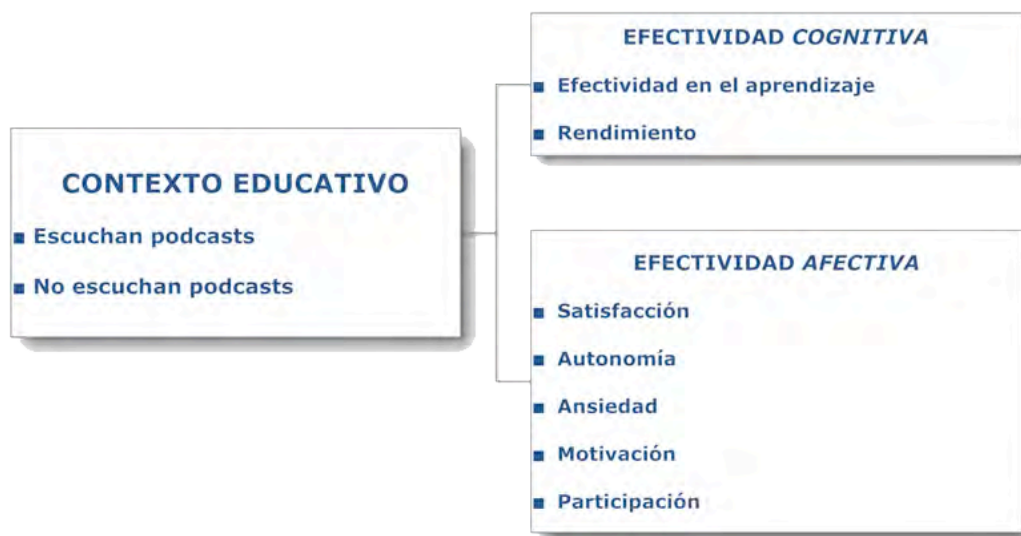 CONTEXTO EDUCATIVO
Escuchan podcasts
No escuchan podcasts
EFECTIVIDAD COGNITIVA
Efectividad en el aprendizaje
Rendimiento
EFECTIVIDAD AFECTIVA
Satisfacción
Autonomía
Ansiedad
Motivación
Participación